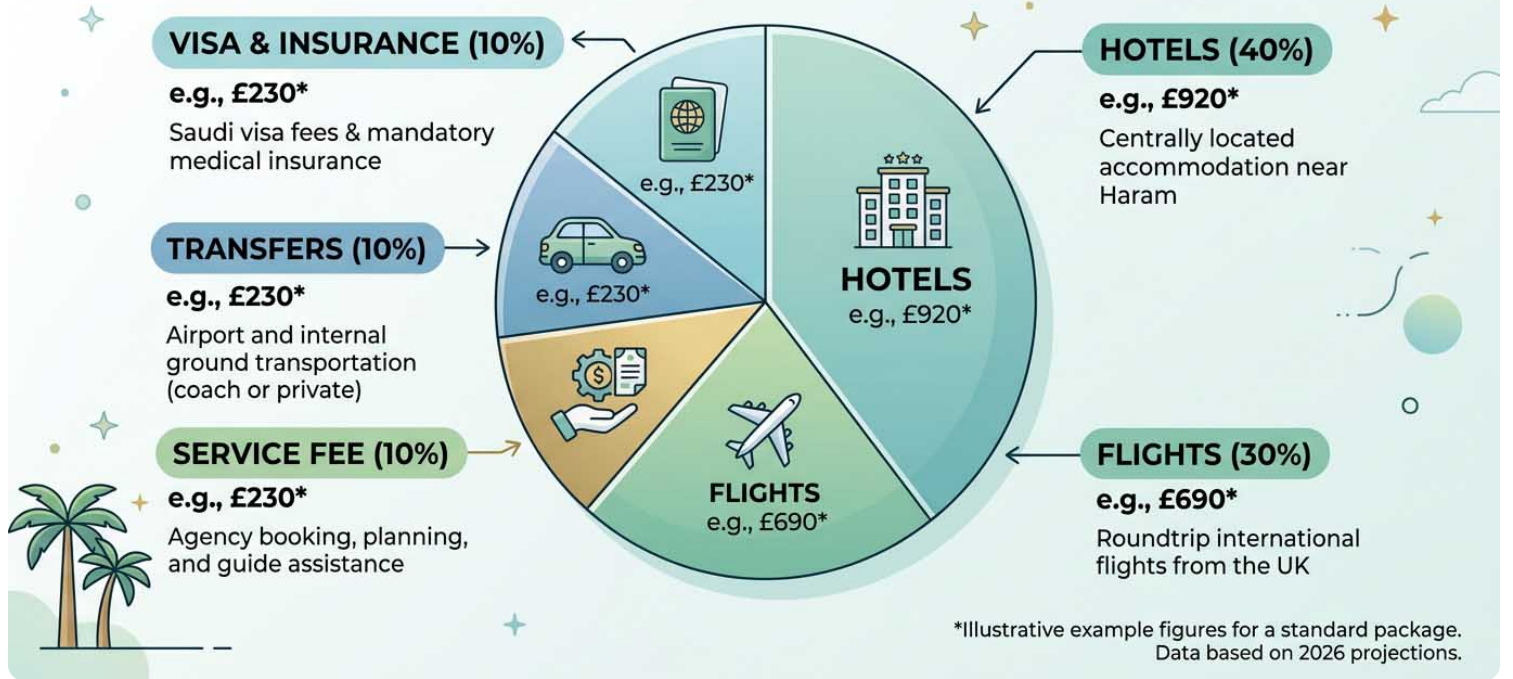 VISA & INSURANCE (10%)
e.g., £230*
Saudi visa fees & mandatory
medical insurance
TRANSFERS (10%)
e.g., £230*
Airport and internal
ground transportation
(coach or private)
SERVICE FEE (10%)
e.g., £230*
Agency booking, planning,
and guide assistance
e.g., £230*
e.g., £230*
$
HOTELS
e.g., £920*
FLIGHTS
e.g., £690*
HOTELS (40%)
e.g., £920*
Centrally located
accommodation near
Haram
FLIGHTS (30%)
e.g., £690*
Roundtrip international
flights from the UK
*Illustrative example figures for a standard package.
Data based on 2026 projections.